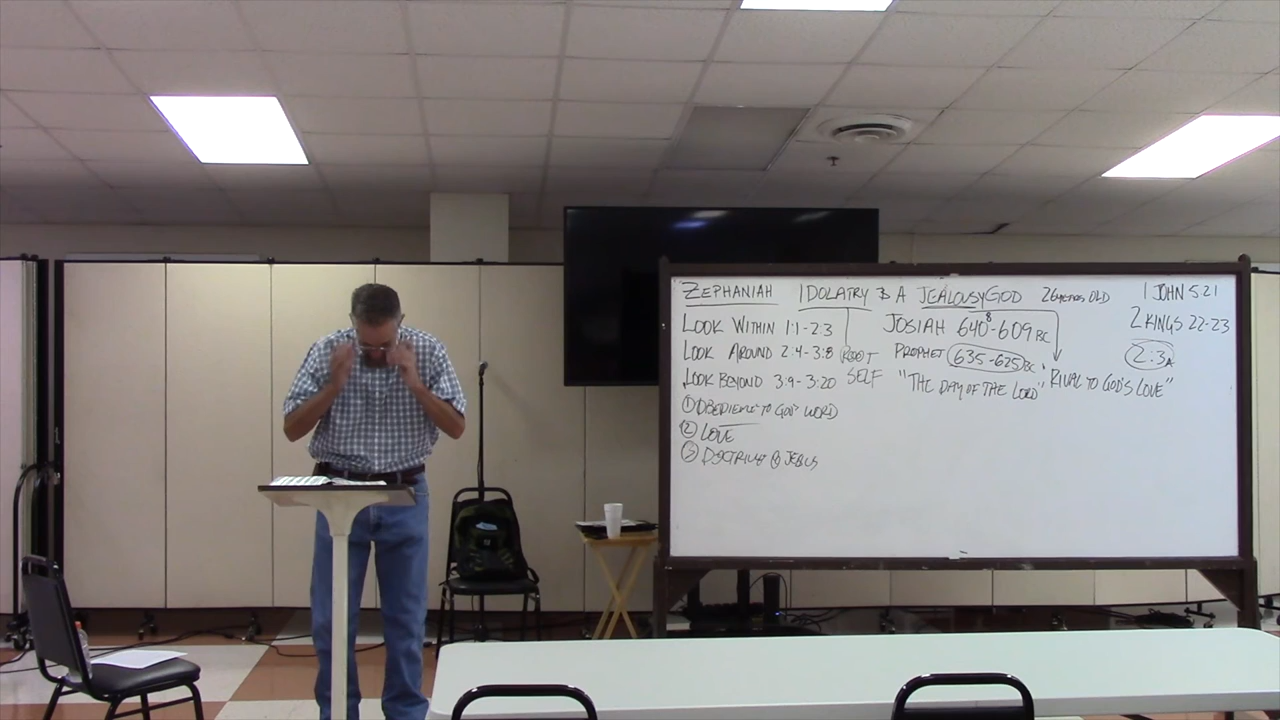 ZEPHANIAH IDOLATRY & A JEALOUSY GOD 26 YEARS OLD 1 JOHN 5:21
LOOK WITHIN 1:1-2:3 JOSIAH 640-609 BC 2 KINGS 22-23
8
LOOK AROUND 2:4-3:8 ROOT PROPHET 635-625 BC 2:3A
LOOK BEYOND 3:9-3:20 SELF "THE DAY OF THE LORD" "RIVAL TO GOD'S LOVE"
① OBEDIENCE TO GOD'S WORD
② LOVE
③ DOCTRINE JESUS